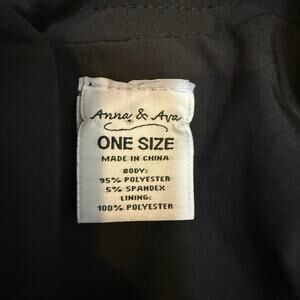 Anna & Ava
ONE SIZE
MADE IN CHINA
BODY:
95% POLYESTER
5% SPANDEX
LINING:
100% POLYESTER